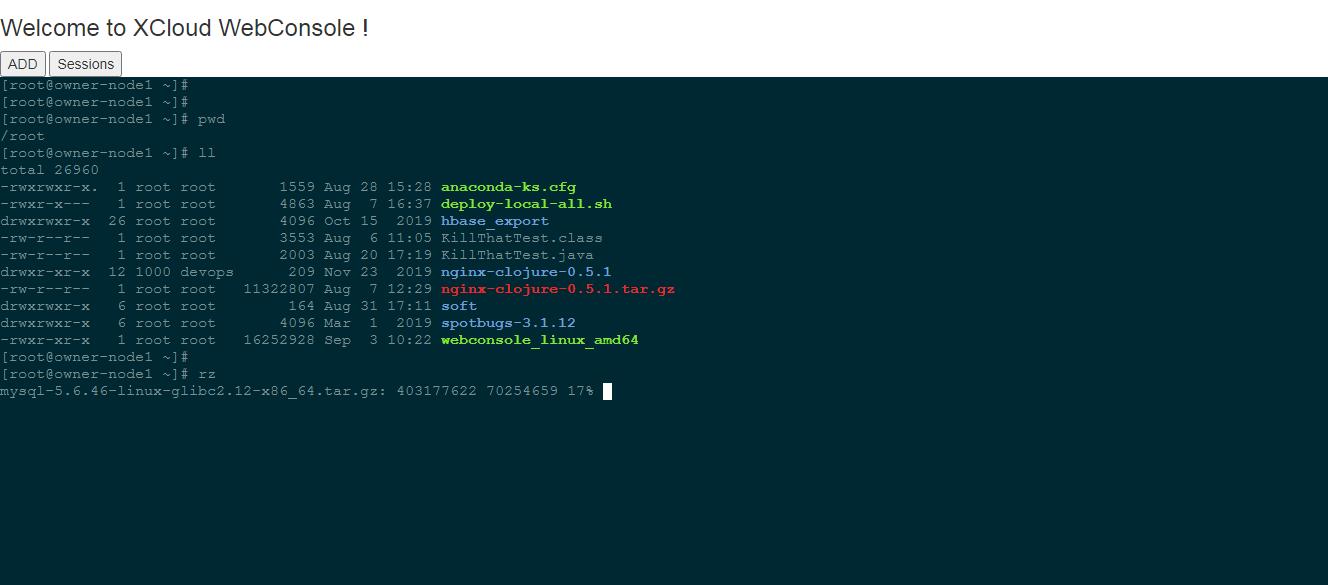 Welcome to XCloud WebConsole !
ADD Sessions
[root@owner-node1 ~]#
[root@owner-node1 ~]#
[root@owner-node1 ~]# pwd
/root
[root@owner-node1 ~]# ll
total 26960
-rwxrwxr-x.  1 root root       1559 Aug 28 15:28 anaconda-ks.cfg
-rwxr-x---   1 root root       4863 Aug  7 16:37 deploy-local-all.sh
drwxrwxr-x  26 root root       4096 Oct 15  2019 hbase_export
-rw-r--r--   1 root root       3553 Aug  6 11:05 KillThatTest.class
-rw-r--r--   1 root root       2003 Aug 20 17:19 KillThatTest.java
drwxr-xr-x  12 1000 devops      209 Nov 23  2019 nginx-clojure-0.5.1
-rw-r--r--   1 root root   11322807 Aug  7 12:29 nginx-clojure-0.5.1.tar.gz
drwxrwxr-x   6 root root        164 Aug 31 17:11 soft
drwxrwxr-x   6 root root       4096 Mar  1  2019 spotbugs-3.1.12
-rwxr-xr-x   1 root root   16252928 Sep  3 10:22 webconsole_linux_amd64
[root@owner-node1 ~]#
[root@owner-node1 ~]# rz
mysql-5.6.46-linux-glibc2.12-x86_64.tar.gz: 403177622 70254659 17%